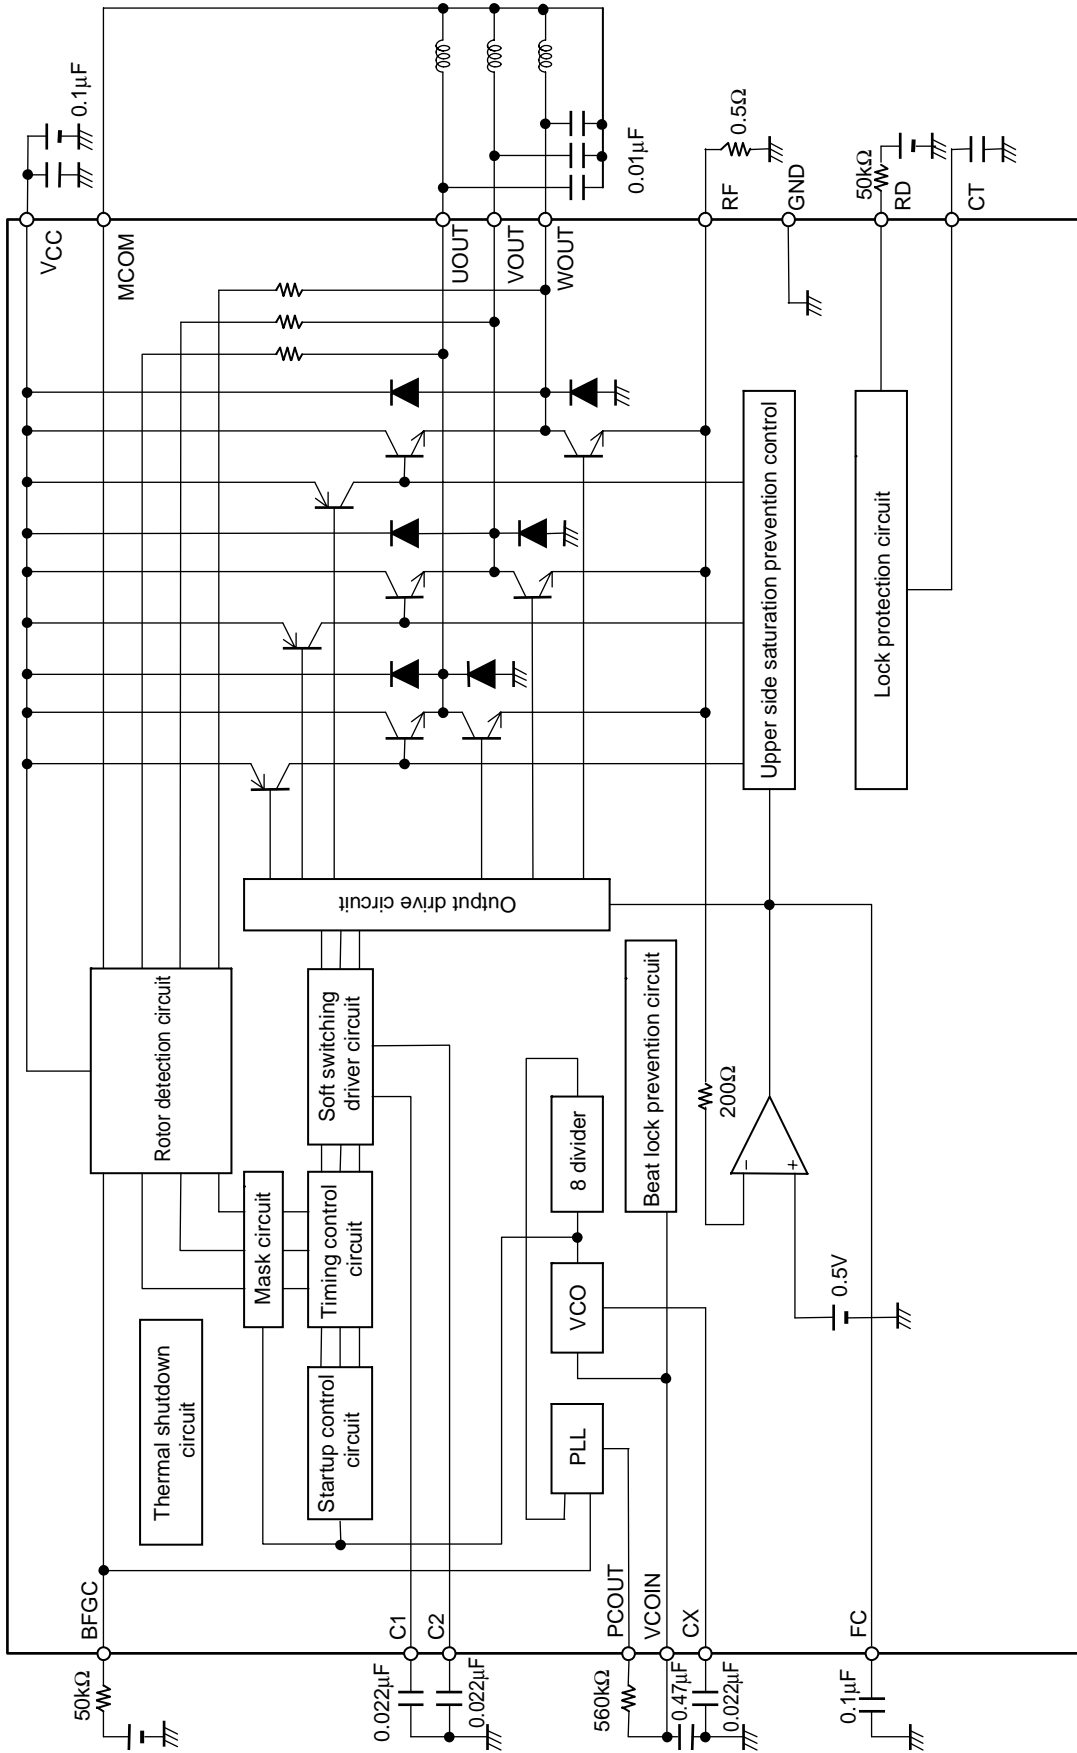 0.1µF
VCC
MCOM
UOUT
VOUT
WOUT
0.01µF
RF
0.5Ω
GND
50kΩ
RD
CT
Rotor detection circuit
Thermal shutdown
circuit
Mask circuit
Startup control
circuit
Timing control
circuit
Soft switching
driver circuit
Output drive circuit
PLL
VCO
8 divider
Beat lock prevention circuit
200Ω
−
+
0.5V
Upper side saturation prevention control
Lock protection circuit
BFGC
50kΩ
C1
C2
0.022µF
0.022µF
PCOUT
VCOIN
CX
560kΩ
0.47µF
0.022µF
FC
0.1µF